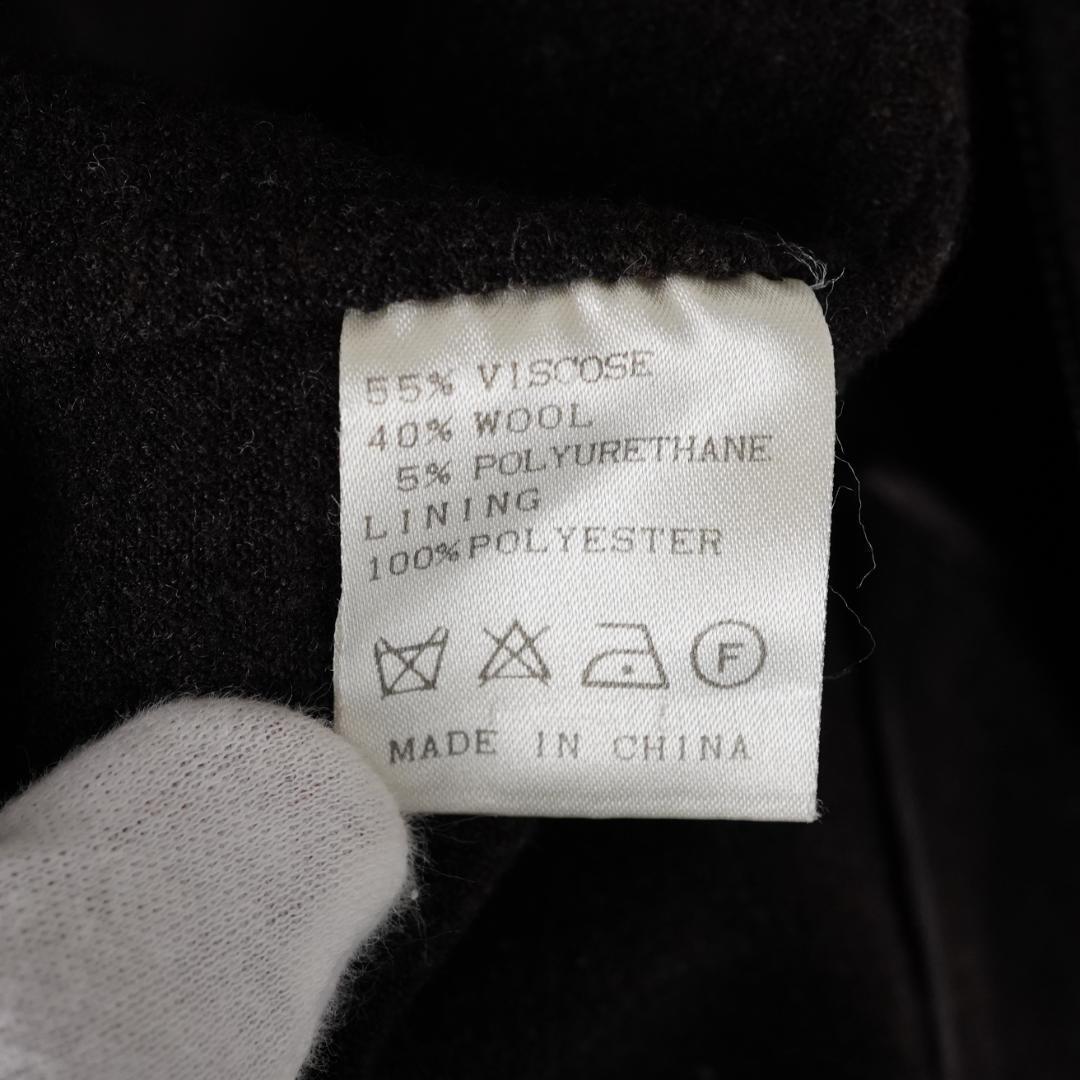 55% VISCOSE
40% WOOL
5% POLYURETHANE
LINING
100% POLYESTER
F
MADE IN CHINA